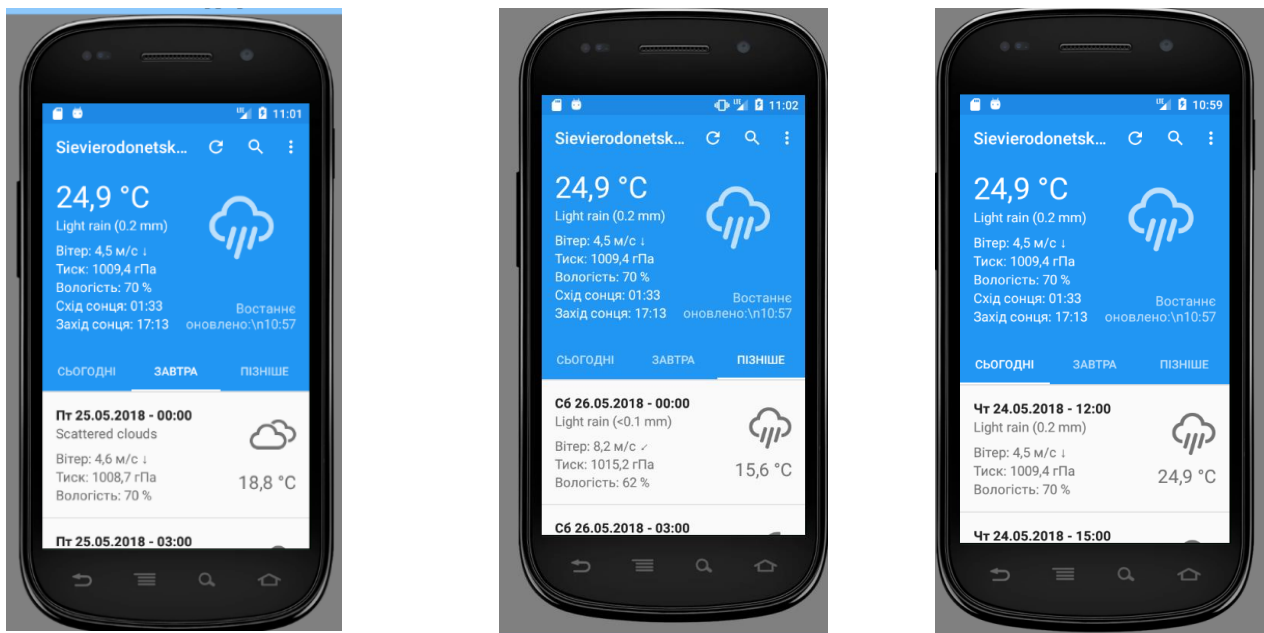 11:01
Sievierodonetsk...
24,9 °C
Light rain (0.2 mm)
Вітер: 4,5 м/с ↓
Тиск: 1009,4 гПа
Вологість: 70 %
Схід сонця: 01:33
Захід сонця: 17:13
Востаннє
оновлено:\n10:57
СЬОГОДНІ ЗАВТРА ПІЗНІШЕ
Пт 25.05.2018 - 00:00
Scattered clouds
Вітер: 4,6 м/с ↓
Тиск: 1008,7 гПа
Вологість: 70 %
18,8 °C
Пт 25.05.2018 - 03:00
11:02
Sievierodonetsk...
24,9 °C
Light rain (0.2 mm)
Вітер: 4,5 м/с ↓
Тиск: 1009,4 гПа
Вологість: 70 %
Схід сонця: 01:33
Захід сонця: 17:13
Востаннє
оновлено:\n10:57
СЬОГОДНІ ЗАВТРА ПІЗНІШЕ
Сб 26.05.2018 - 00:00
Light rain (<0.1 mm)
Вітер: 8,2 м/с ↙
Тиск: 1015,2 гПа
Вологість: 62 %
15,6 °C
Сб 26.05.2018 - 03:00
10:59
Sievierodonetsk...
24,9 °C
Light rain (0.2 mm)
Вітер: 4,5 м/с ↓
Тиск: 1009,4 гПа
Вологість: 70 %
Схід сонця: 01:33
Захід сонця: 17:13
Востаннє
оновлено:\n10:57
СЬОГОДНІ ЗАВТРА ПІЗНІШЕ
Чт 24.05.2018 - 12:00
Light rain (0.2 mm)
Вітер: 4,5 м/с ↓
Тиск: 1009,4 гПа
Вологість: 70 %
24,9 °C
Чт 24.05.2018 - 15:00